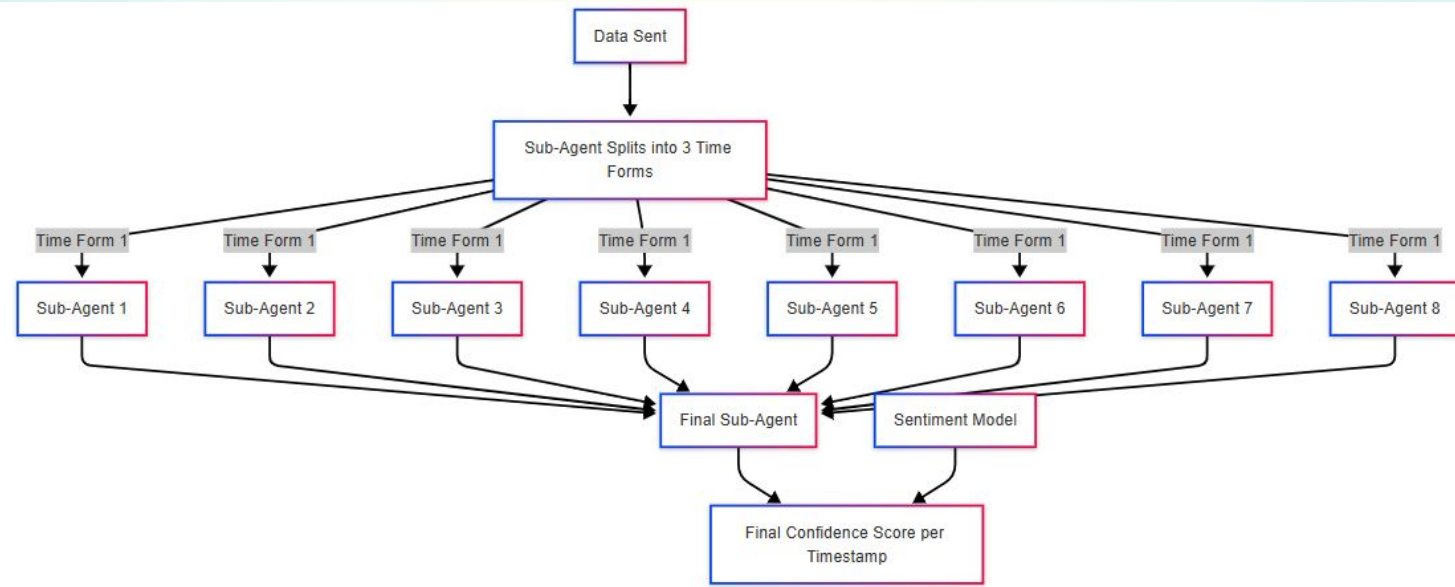 Data Sent
Sub-Agent Splits into 3 Time
Forms
Time Form 1
Time Form 1
Time Form 1
Time Form 1
Time Form 1
Time Form 1
Time Form 1
Time Form 1
Sub-Agent 1
Sub-Agent 2
Sub-Agent 3
Sub-Agent 4
Sub-Agent 5
Sub-Agent 6
Sub-Agent 7
Sub-Agent 8
Final Sub-Agent
Sentiment Model
Final Confidence Score per
Timestamp